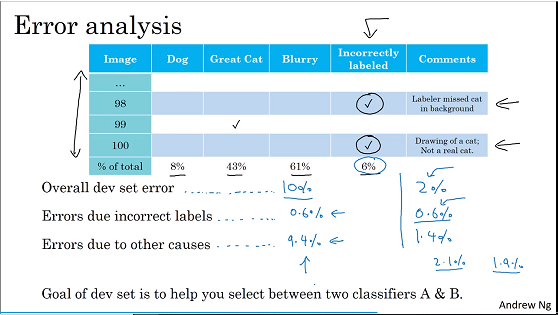 Error analysis
Image Dog Great Cat Blurry Incorrectly labeled Comments
...
98 ✓ Labeler missed cat in background
99 ✓
100 ✓ Drawing of a cat; Not a real cat.
% of total 8% 43% 61% 6%
Overall dev set error 10% 2%
Errors due incorrect labels 0.6% 0.6%
Errors due to other causes 9.4% 1.4%
2.1% 1.9%
Goal of dev set is to help you select between two classifiers A & B.
Andrew Ng